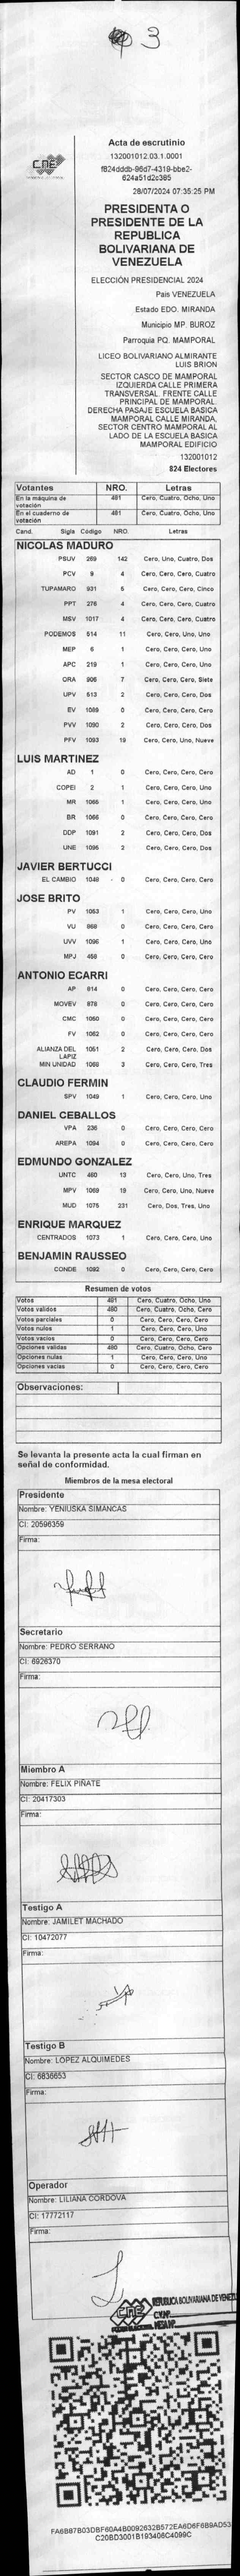 3
Acta de escrutinio
132001012.03.1.0001
f824dddb-96d7-4319-bbe2-
624a51d2c385
28/07/2024 07:35:25 PM
CNE
PRESIDENTA O
PRESIDENTE DE LA
REPUBLICA
BOLIVARIANA DE
VENEZUELA
ELECCIÓN PRESIDENCIAL 2024
Pais VENEZUELA
Estado EDO. MIRANDA
Municipio MP. BUROZ
Parroquia PQ. MAMPORAL
LICEO BOLIVARIANO ALMIRANTE
LUIS BRION
SECTOR CASCO DE MAMPORAL
IZQUIERDA CALLE PRIMERA
TRANSVERSAL. FRENTE CALLE
PRINCIPAL DE MAMPORAL.
DERECHA PASAJE ESCUELA BASICA
MAMPORAL CALLE MIRANDA,
SECTOR CENTRO MAMPORAL AL
LADO DE LA ESCUELA BASICA
MAMPORAL EDIFICIO
132001012
824 Electores
Votantes NRO. Letras
En la máquina de votación 481 Cero, Cuatro, Ocho, Uno
En el cuaderno de votación 481 Cero, Cuatro, Ocho, Uno
Cand. Sigla Código NRO. Letras
NICOLAS MADURO
PSUV 269 142 Cero, Uno, Cuatro, Dos
PCV 9 4 Cero, Cero, Cero, Cuatro
TUPAMARO 931 5 Cero, Cero, Cero, Cinco
PPT 276 4 Cero, Cero, Cero, Cuatro
MSV 1017 4 Cero, Cero, Cero, Cuatro
PODEMOS 514 11 Cero, Cero, Uno, Uno
MEP 6 1 Cero, Cero, Cero, Uno
APC 219 1 Cero, Cero, Cero, Uno
ORA 906 7 Cero, Cero, Cero, Siete
UPV 513 2 Cero, Cero, Cero, Dos
EV 1089 0 Cero, Cero, Cero, Cero
PVV 1090 2 Cero, Cero, Cero, Dos
PFV 1093 19 Cero, Cero, Uno, Nueve
LUIS MARTINEZ
AD 1 0 Cero, Cero, Cero, Cero
COPEI 2 1 Cero, Cero, Cero, Uno
MR 1065 1 Cero, Cero, Cero, Uno
BR 1066 0 Cero, Cero, Cero, Cero
DDP 1091 2 Cero, Cero, Cero, Dos
UNE 1095 2 Cero, Cero, Cero, Dos
JAVIER BERTUCCI
EL CAMBIO 1048 0 Cero, Cero, Cero, Cero
JOSE BRITO
PV 1053 1 Cero, Cero, Cero, Uno
VU 868 0 Cero, Cero, Cero, Cero
UVV 1096 1 Cero, Cero, Cero, Uno
MPJ 459 0 Cero, Cero, Cero, Cero
ANTONIO ECARRI
AP 614 0 Cero, Cero, Cero, Cero
MOVEV 878 0 Cero, Cero, Cero, Cero
CMC 1060 0 Cero, Cero, Cero, Cero
FV 1062 0 Cero, Cero, Cero, Cero
ALIANZA DEL LAPIZ 1051 2 Cero, Cero, Cero, Dos
MIN UNIDAD 1068 3 Cero, Cero, Cero, Tres
CLAUDIO FERMIN
SPV 1049 1 Cero, Cero, Cero, Uno
DANIEL CEBALLOS
VPA 236 0 Cero, Cero, Cero, Cero
AREPA 1094 0 Cero, Cero, Cero, Cero
EDMUNDO GONZALEZ
UNTC 460 13 Cero, Cero, Uno, Tres
MPV 1069 19 Cero, Cero, Uno, Nueve
MUD 1075 231 Cero, Dos, Tres, Uno
ENRIQUE MARQUEZ
CENTRADOS 1073 1 Cero, Cero, Cero, Uno
BENJAMIN RAUSSEO
CONDE 1092 0 Cero, Cero, Cero, Cero
Resumen de votos
Votos 481 Cero, Cuatro, Ocho, Uno
Votos validos 480 Cero, Cuatro, Ocho, Cero
Votos parciales 0 Cero, Cero, Cero, Cero
Votos nulos 1 Cero, Cero, Cero, Uno
Votos vacios 0 Cero, Cero, Cero, Cero
Opciones validas 480 Cero, Cuatro, Ocho, Cero
Opciones nulas 1 Cero, Cero, Cero, Uno
Opciones vacias 0 Cero, Cero, Cero, Cero
Observaciones:
Se levanta la presente acta la cual firman en
señal de conformidad.
Miembros de la mesa electoral
Presidente
Nombre: YENIUSKA SIMANCAS
CI: 20596359
Firma:
Secretario
Nombre: PEDRO SERRANO
CI: 6926370
Firma:
Miembro A
Nombre: FELIX PIÑATE
CI: 20417303
Firma:
Testigo A
Nombre: JAMILET MACHADO
CI: 10472077
Firma:
Testigo B
Nombre: LOPEZ ALQUIMEDES
CI: 6836653
Firma:
Operador
Nombre: LILIANA CORDOVA
CI: 17772117
Firma:
CNE
REPUBLICA BOLIVARIANA DE VENEZU
FA6B87B03DBF60A4B0092632B572EA6D6F6B9AD53
C20BD3001B193406C4099C